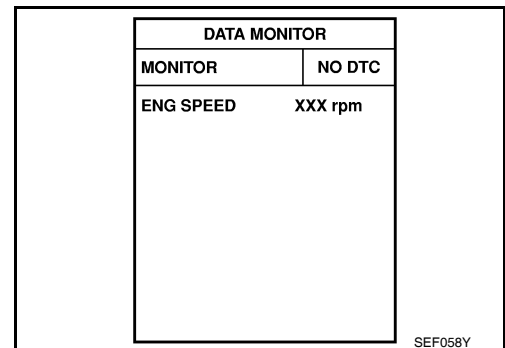 DATA MONITOR
MONITOR NO DTC
ENG SPEED XXX rpm
SEF058Y